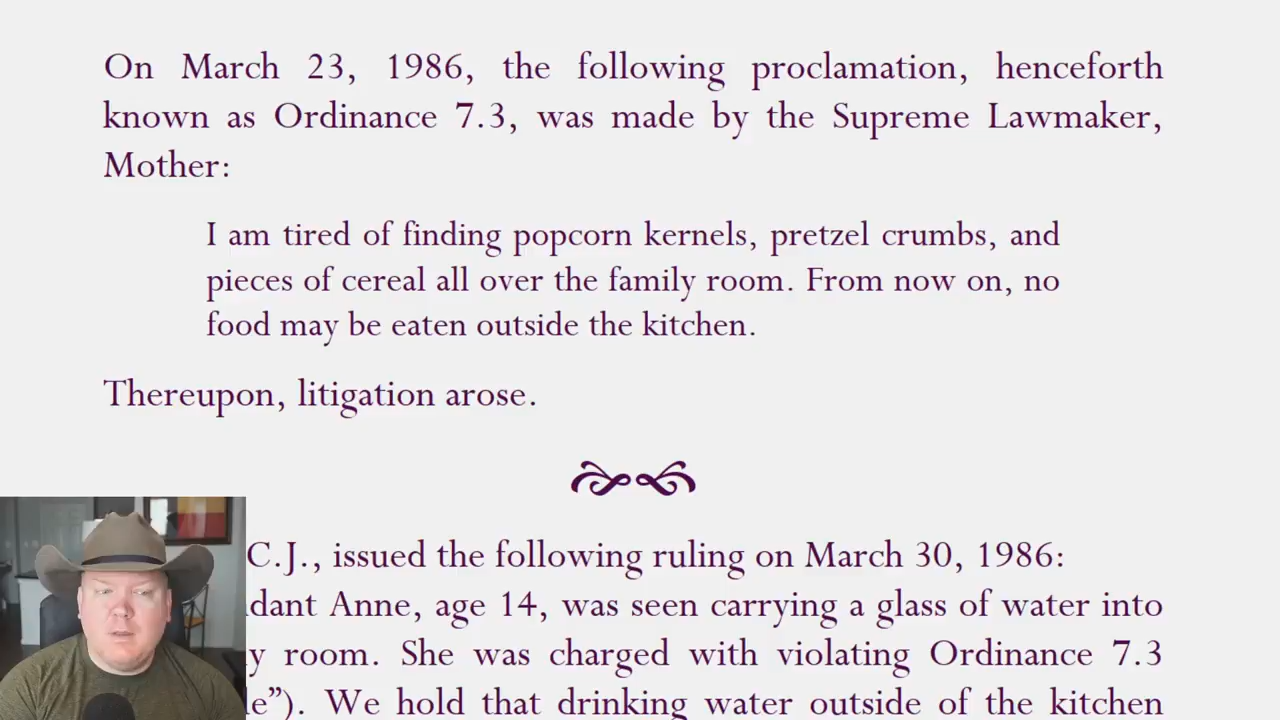 On March 23, 1986, the following proclamation, henceforth
known as Ordinance 7.3, was made by the Supreme Lawmaker,
Mother:
I am tired of finding popcorn kernels, pretzel crumbs, and
pieces of cereal all over the family room. From now on, no
food may be eaten outside the kitchen.
Thereupon, litigation arose.
C.J., issued the following ruling on March 30, 1986:
Anne, age 14, was seen carrying a glass of water into
room. She was charged with violating Ordinance 7.3
We hold that drinking water outside of the kitchen